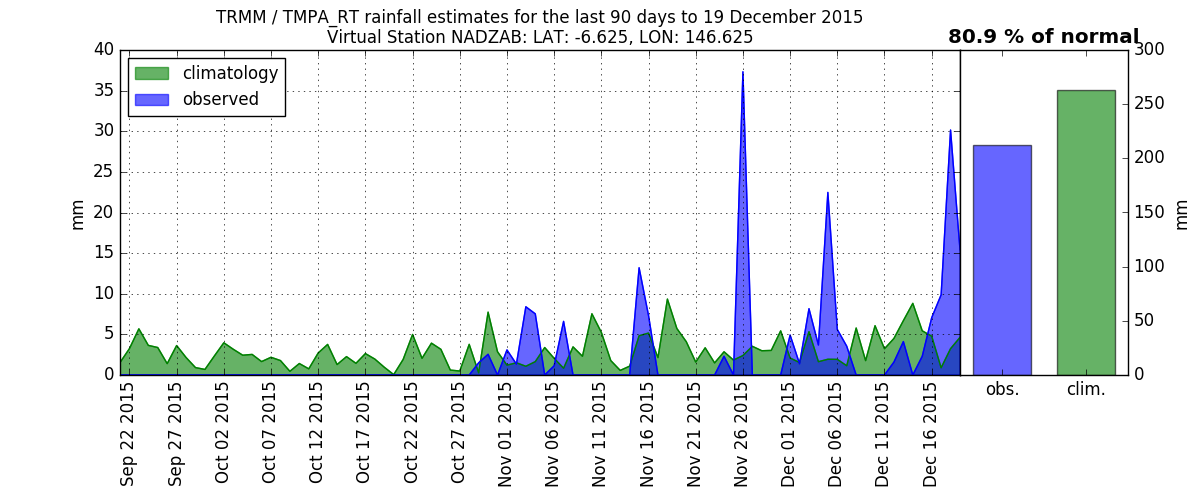 TRMM / TMPA_RT rainfall estimates for the last 90 days to 19 December 2015
Virtual Station NADZAB: LAT: -6.625, LON: 146.625
80.9 % of normal
climatology
observed
40
35
30
25
20
15
10
5
0
mm
Sep 22 2015
Sep 27 2015
Oct 02 2015
Oct 07 2015
Oct 12 2015
Oct 17 2015
Oct 22 2015
Oct 27 2015
Nov 01 2015
Nov 06 2015
Nov 11 2015
Nov 16 2015
Nov 21 2015
Nov 26 2015
Dec 01 2015
Dec 06 2015
Dec 11 2015
Dec 16 2015
obs.
clim.
300
250
200
150
100
50
0
mm